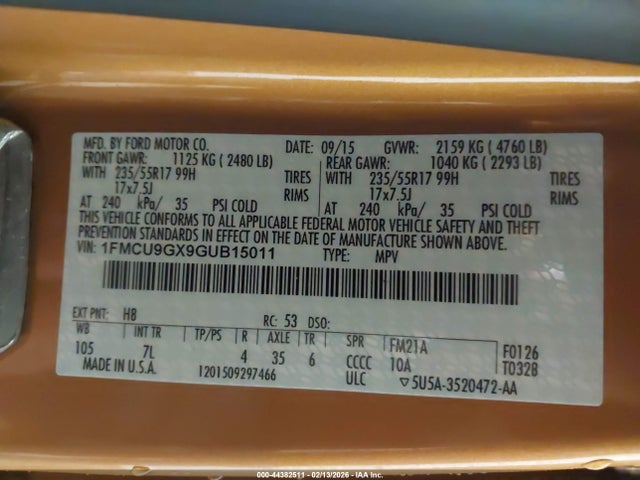 MFD. BY FORD MOTOR CO. DATE: 09/15 GVWR: 2159 KG ( 4760 LB)
FRONT GAWR: 1125 KG ( 2480 LB) REAR GAWR: 1040 KG ( 2293 LB)
WITH 235/55R17 99H TIRES WITH 235/55R17 99H TIRES
17x7.5J RIMS 17x7.5J RIMS
AT 240 kPa/ 35 PSI COLD AT 240 kPa/ 35 PSI COLD
THIS VEHICLE CONFORMS TO ALL APPLICABLE FEDERAL MOTOR VEHICLE SAFETY AND THEFT
PREVENTION STANDARDS IN EFFECT ON THE DATE OF MANUFACTURE SHOWN ABOVE.
VIN: 1FMCU9GX9GUB15011 TYPE: MPV
EXT PNT: H8 RC: 53 DSO:
WB INT TR TP/PS R AXLE TR SPR FM21A F0126
105 7L 4 35 6 CCCC 10A T0328
MADE IN U.S.A. 1201509297466 ULC 5U5A-3520472-AA
000-44382511 - 02/13/2026 - IAA Inc.